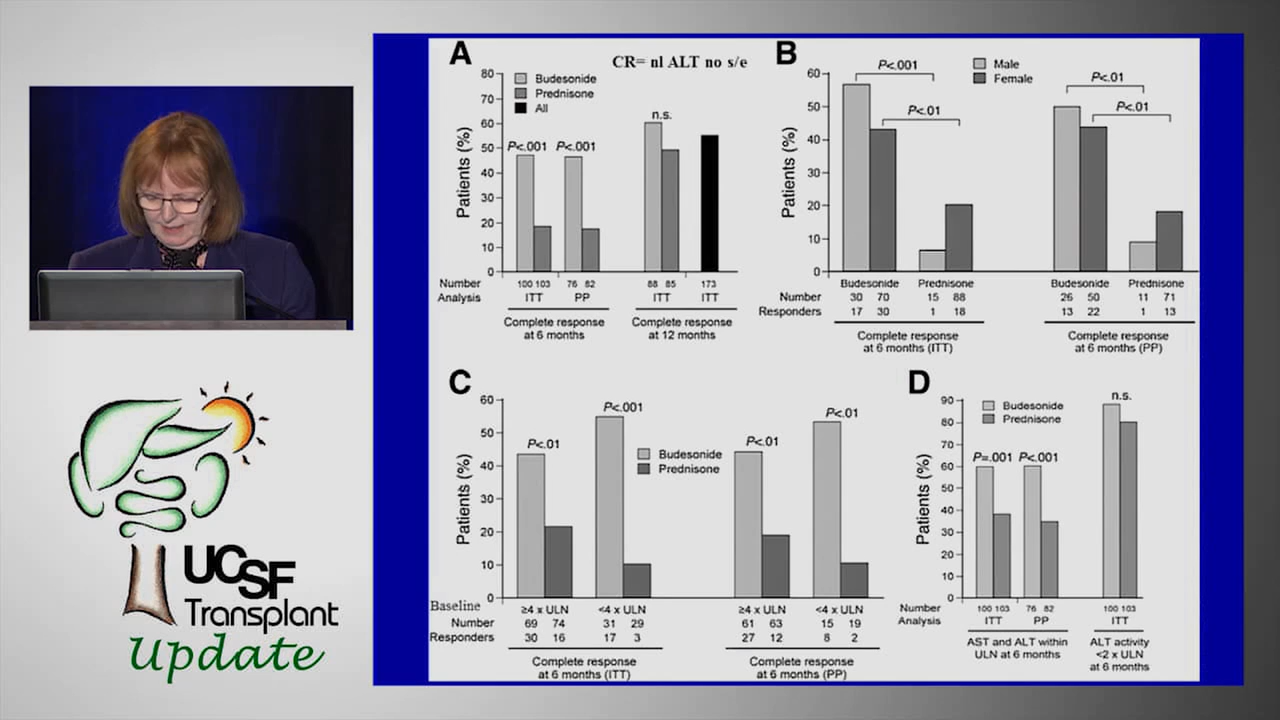 UCSF
Transplant
Update
A
CR= nl ALT no s/e
Budesonide
Prednisone
All
Patients (%)
80
70
60
50
40
30
20
10
0
P<.001
P<.001
n.s.
Number
100 103
76 82
88 85
173
Analysis
ITT
PP
ITT
ITT
Complete response
at 6 months
Complete response
at 12 months
B
Male
Female
Patients (%)
60
50
40
30
20
10
0
P<.001
P<.01
P<.01
P<.01
Budesonide
Prednisone
Budesonide
Prednisone
Number
30 70
15 88
26 50
11 71
Responders
17 30
1 18
13 22
1 13
Complete response
at 6 months (ITT)
Complete response
at 6 months (PP)
C
Budesonide
Prednisone
Patients (%)
60
50
40
30
20
10
0
P<.01
P<.001
P<.01
P<.01
Baseline
≥4 x ULN
<4 x ULN
≥4 x ULN
<4 x ULN
Number
69 74
31 29
61 63
15 19
Responders
30 16
17 3
27 12
8 2
Complete response
at 6 months (ITT)
Complete response
at 6 months (PP)
D
Budesonide
Prednisone
Patients (%)
90
80
70
60
50
40
30
20
10
0
P=.001
P<.001
n.s.
Number
100 103
76 82
100 103
Analysis
ITT
PP
ITT
AST and ALT within
ULN at 6 months
ALT activity
<2 x ULN
at 6 months